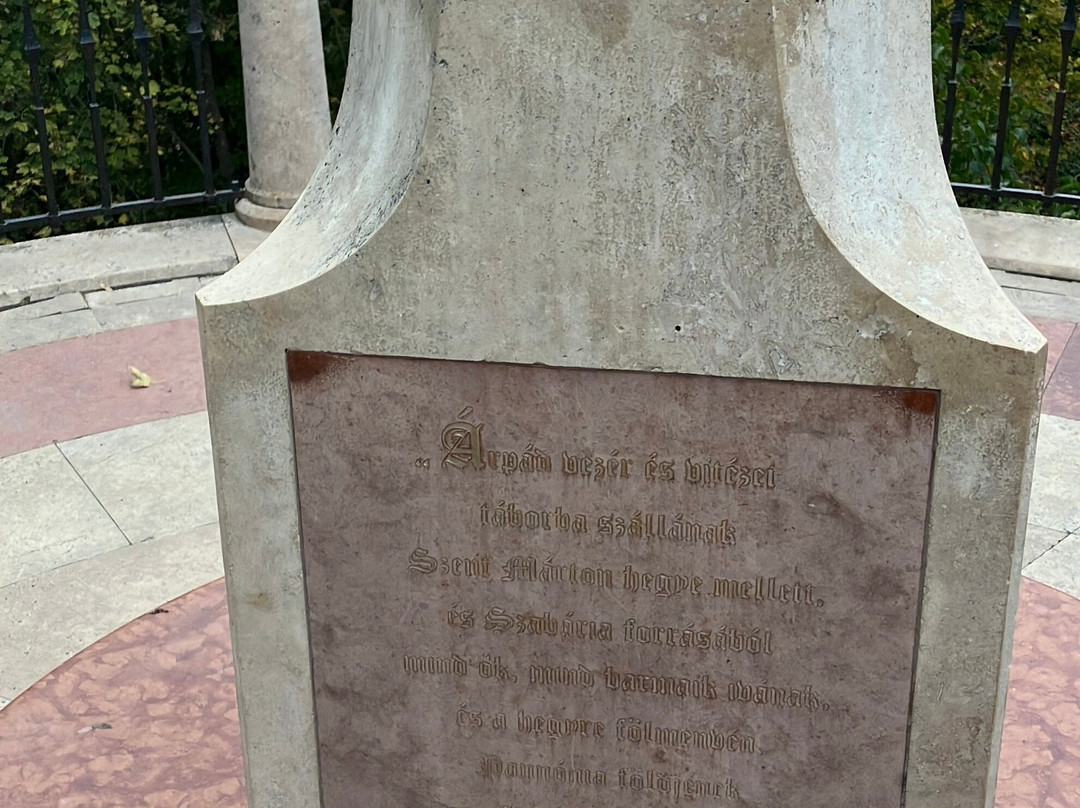 „Árpád vezér és vitézei
táborba szállának
Szent Márton hegye mellett,
és Szabária forrásából
mind ők, mind barmaik ivának,
és a hegyre fölmenvén,
Pannónia földjének